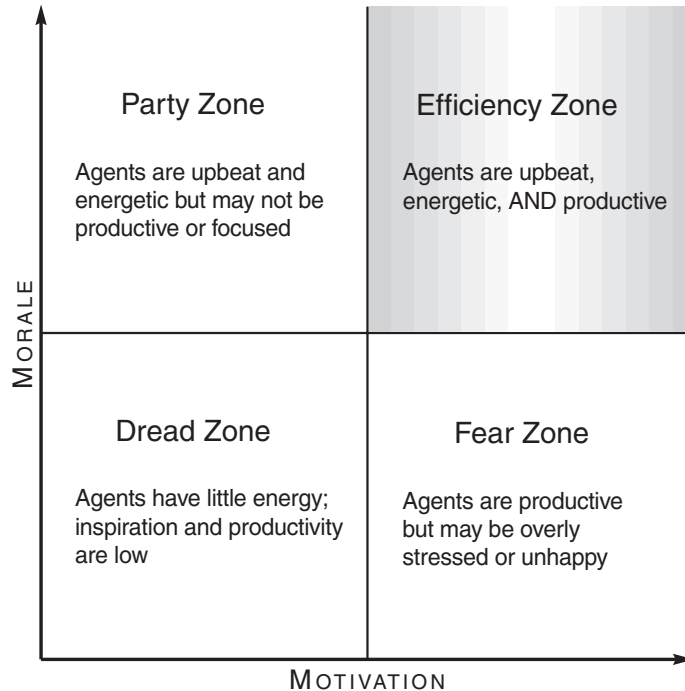 Party Zone
Agents are upbeat and
energetic but may not be
productive or focused
Efficiency Zone
Agents are upbeat,
energetic, AND productive
MORALE
Dread Zone
Agents have little energy;
inspiration and productivity
are low
Fear Zone
Agents are productive
but may be overly
stressed or unhappy
MOTIVATION